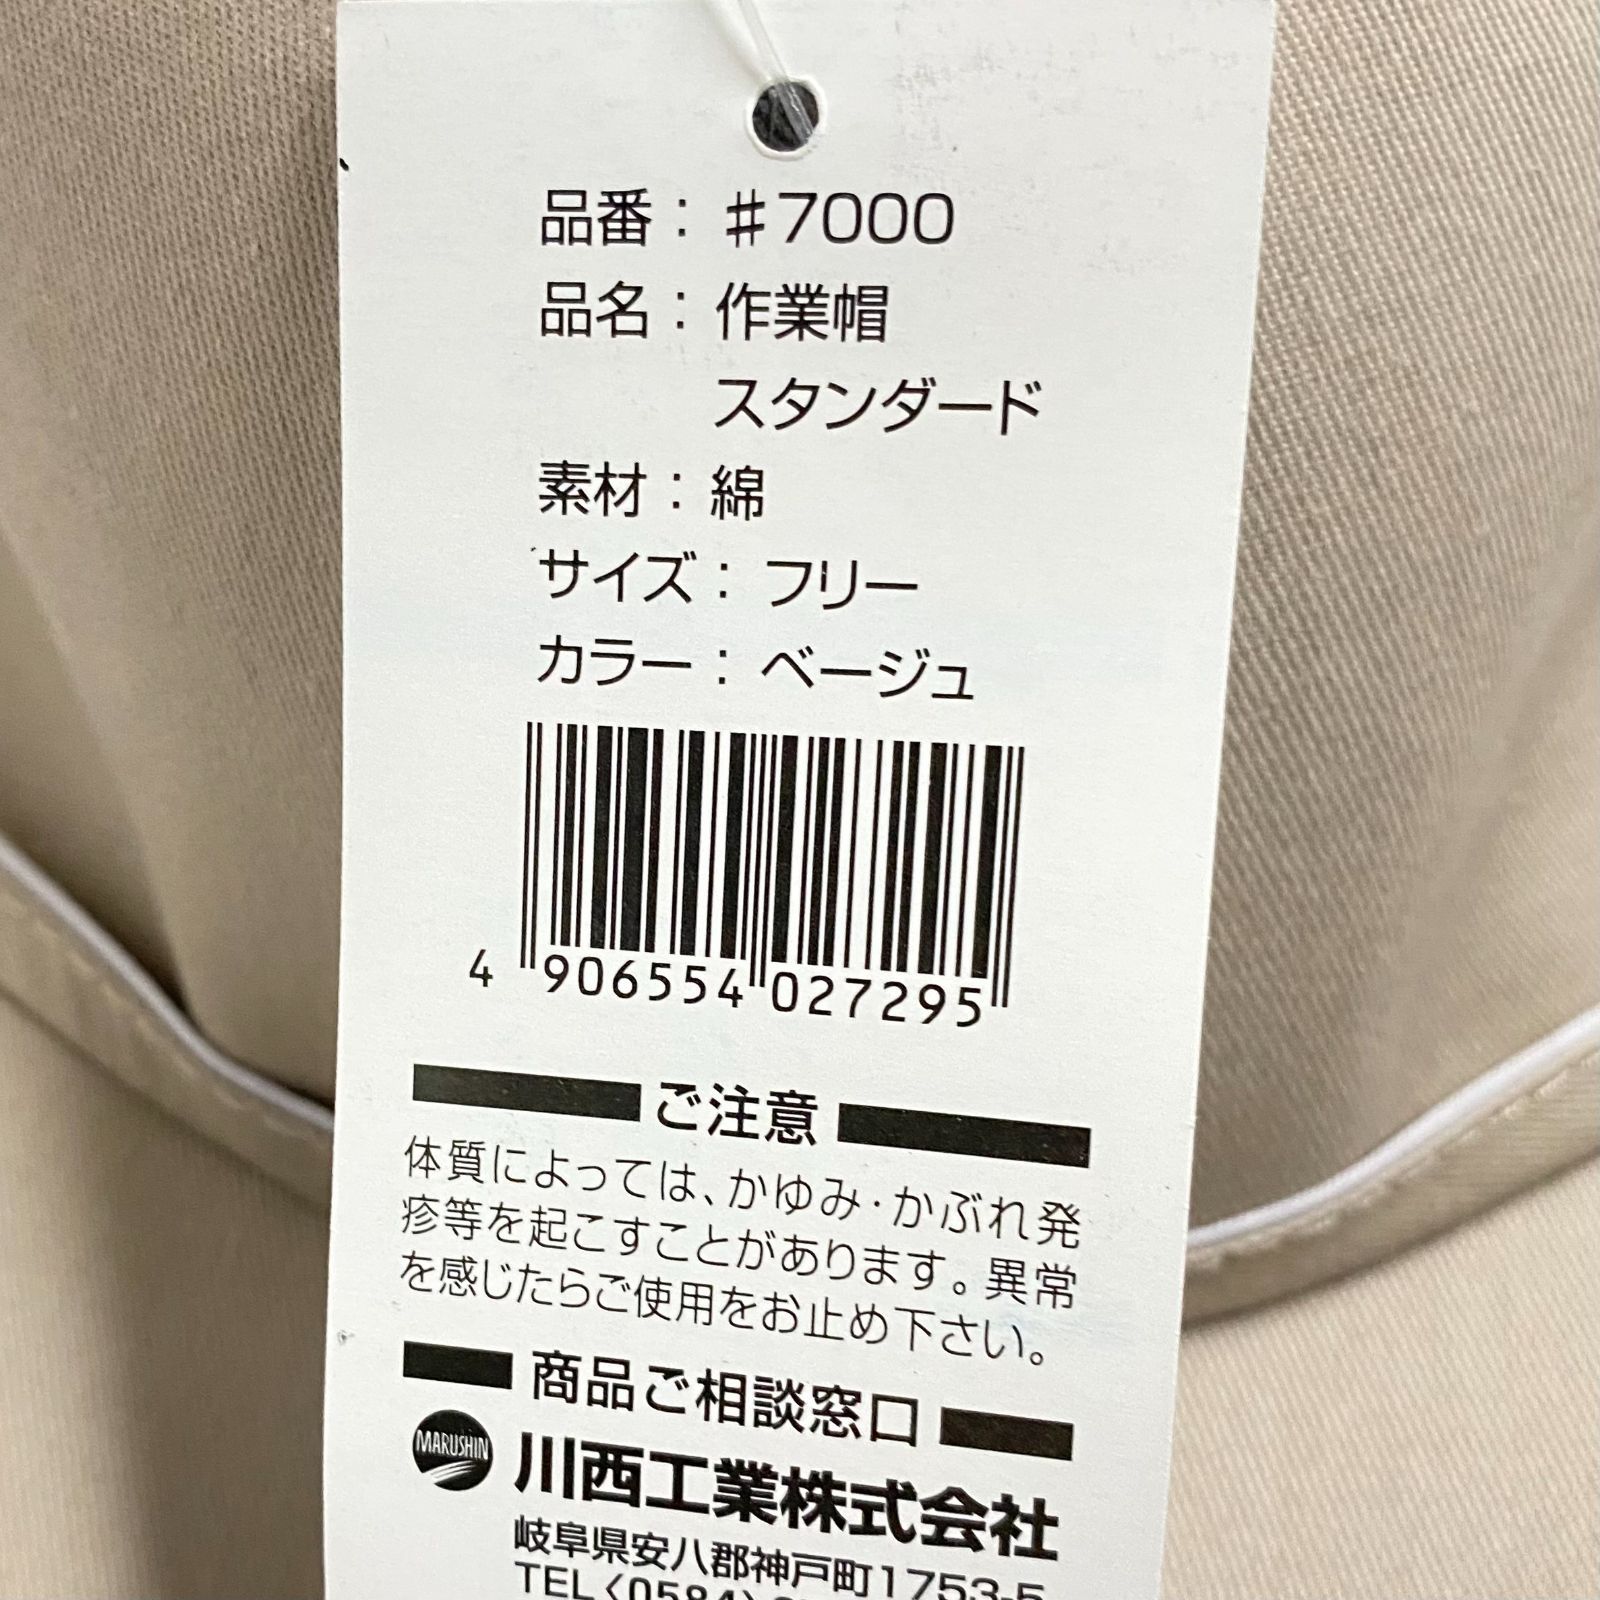 品番：♯7000
品名：作業帽
スタンダード
素材：綿
サイズ：フリー
カラー：ベージュ
4 906554 027295
ご注意
体質によっては、かゆみ・かぶれ発
疹等を起こすことがあります。異常
を感じたらご使用をお止め下さい。
商品ご相談窓口
MARUSHIN
川西工業株式会社
岐阜県安八郡神戸町1753-5
TEL〈0584〉